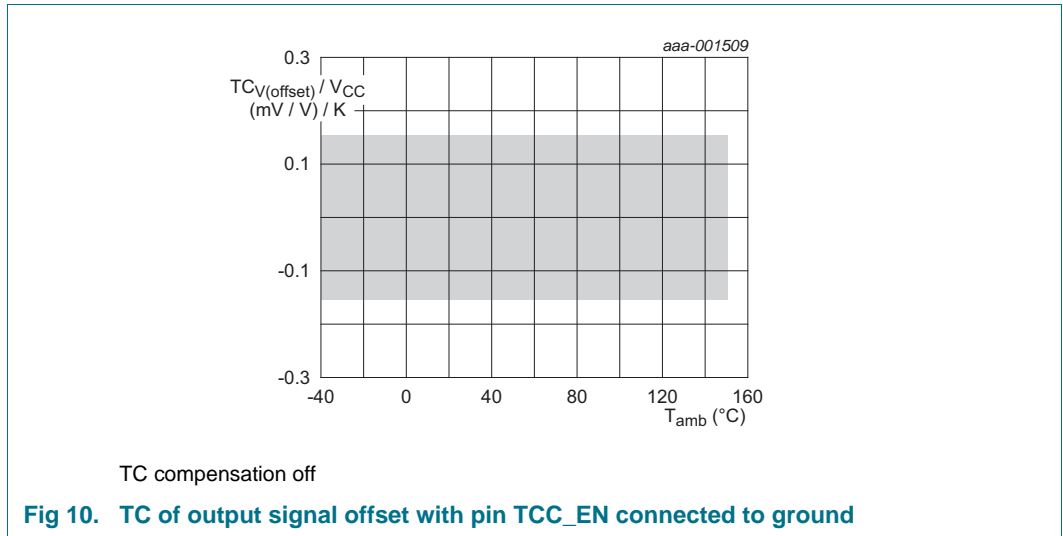 aaa-001509
0.3
TCV(offset) / VCC
(mV / V) / K
0.1
-0.1
-0.3
-40 0 40 80 120 160
Tamb (°C)
TC compensation off
Fig 10. TC of output signal offset with pin TCC_EN connected to ground